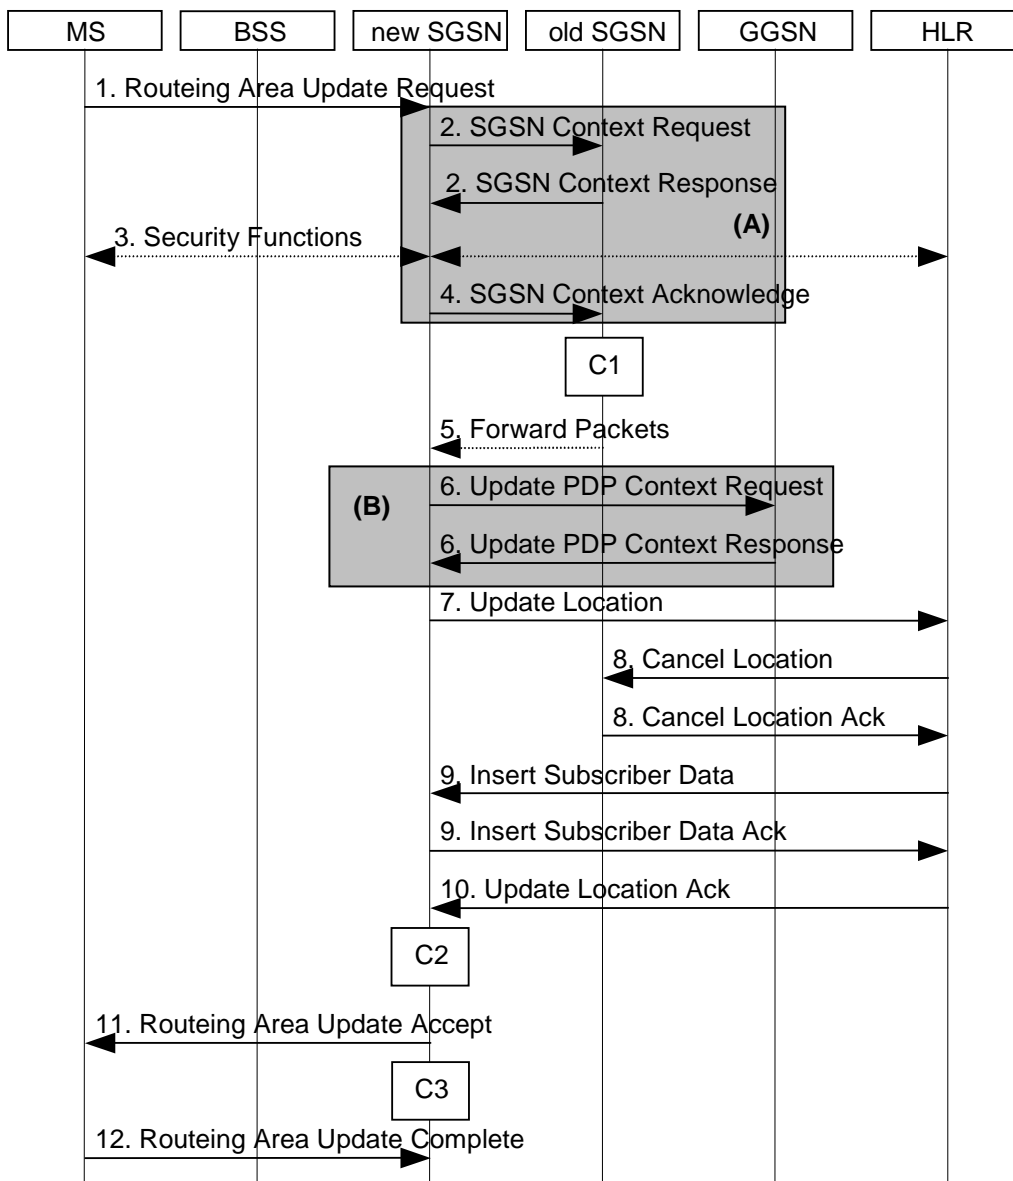 MS BSS new SGSN old SGSN GGSN HLR
1. Routeing Area Update Request
2. SGSN Context Request
2. SGSN Context Response
(A)
3. Security Functions
4. SGSN Context Acknowledge
C1
5. Forward Packets
6. Update PDP Context Request
(B)
6. Update PDP Context Response
7. Update Location
8. Cancel Location
8. Cancel Location Ack
9. Insert Subscriber Data
9. Insert Subscriber Data Ack
10. Update Location Ack
C2
11. Routeing Area Update Accept
C3
12. Routeing Area Update Complete